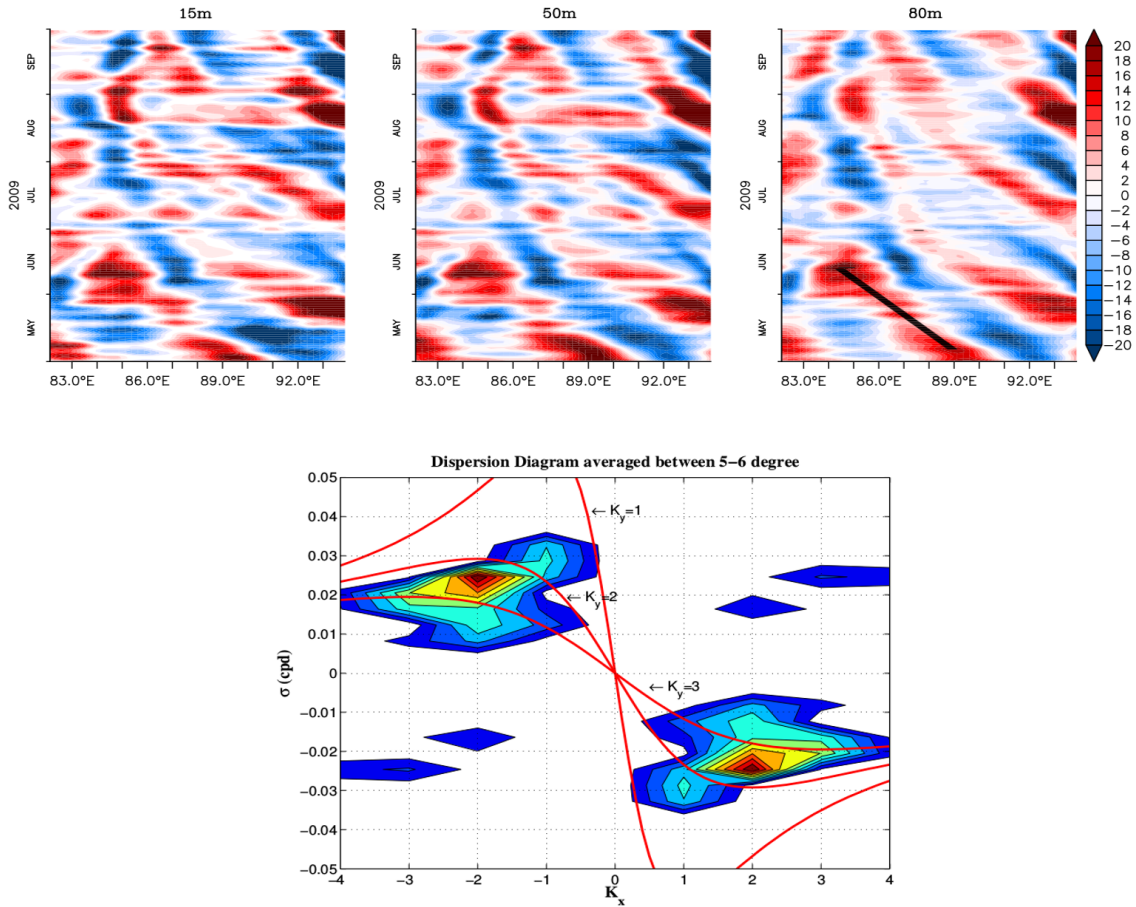 15m
50m
80m
2009
SEP
AUG
JUL
JUN
MAY
83.0°E 86.0°E 89.0°E 92.0°E
2009
SEP
AUG
JUL
JUN
MAY
83.0°E 86.0°E 89.0°E 92.0°E
2009
SEP
AUG
JUL
JUN
MAY
83.0°E 86.0°E 89.0°E 92.0°E
20
18
16
14
12
10
8
6
4
2
0
−2
−4
−6
−8
−10
−12
−14
−16
−18
−20
Dispersion Diagram averaged between 5−6 degree
σ (cpd)
0.05
0.04
0.03
0.02
0.01
0
−0.01
−0.02
−0.03
−0.04
−0.05
← K_y=1
← K_y=2
← K_y=3
−4 −3 −2 −1 0 1 2 3 4
K_x